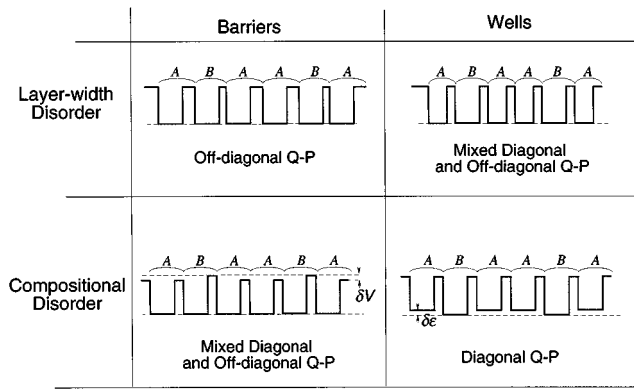 Barriers
Wells
Layer-width
Disorder
A B A A B A
A B A A B A
Off-diagonal Q-P
Mixed Diagonal
and Off-diagonal Q-P
Compositional
Disorder
A B A A B A
δV
A B A A B A
δε
Mixed Diagonal
and Off-diagonal Q-P
Diagonal Q-P